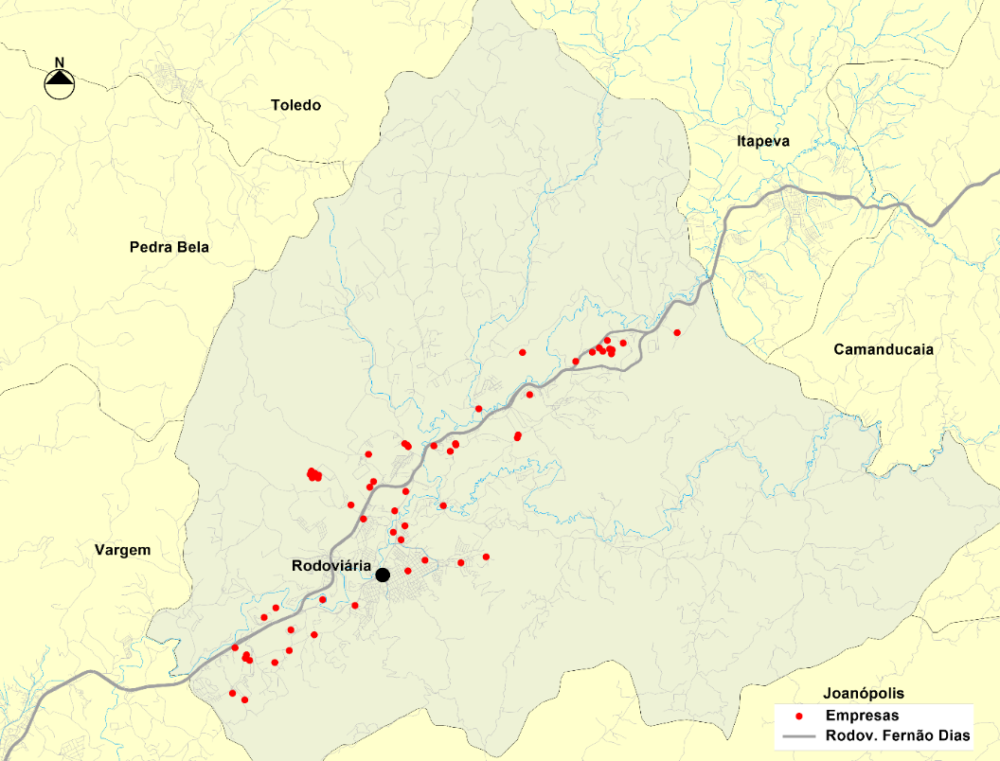 N
Toledo
Itapeva
Pedra Bela
Camanducaia
Vargem
Rodoviária
Joanópolis
Empresas
Rodov. Fernão Dias